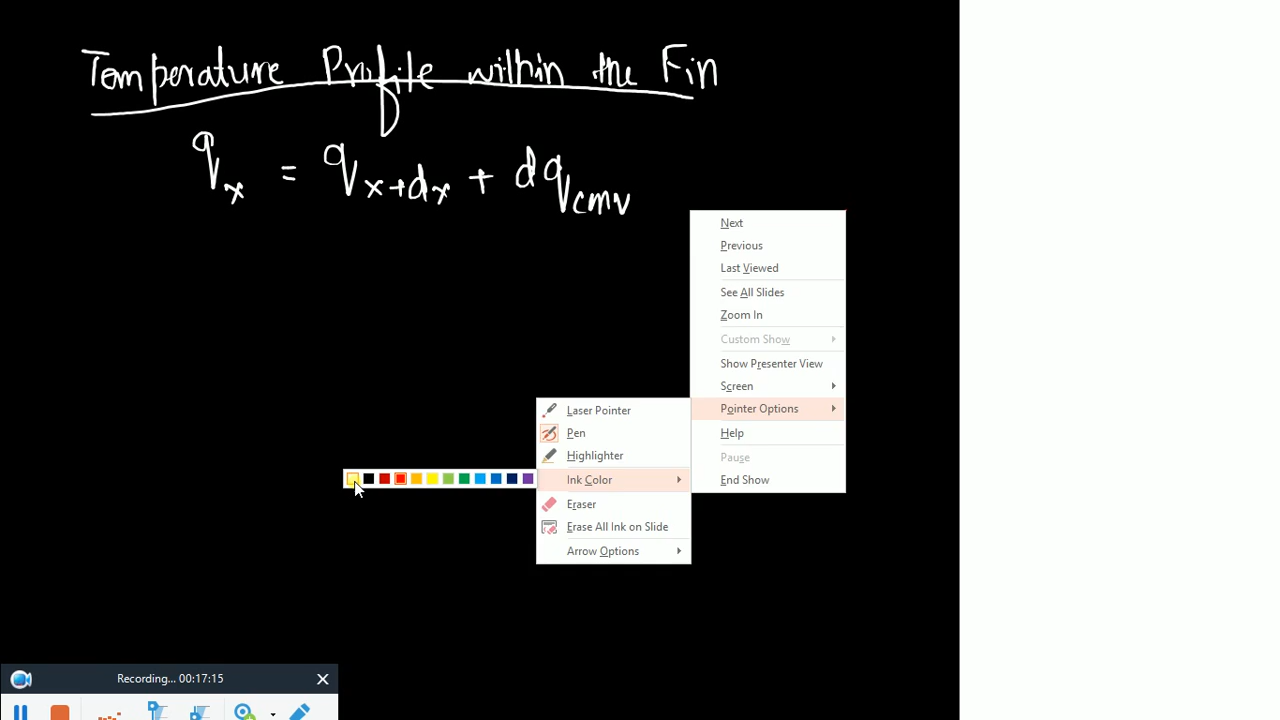 Temperature Profile within the Fin
qx = qx+dx + dqconv
Next
Previous
Last Viewed
See All Slides
Zoom In
Custom Show
Show Presenter View
Screen
Pointer Options
Help
Pause
End Show
Laser Pointer
Pen
Highlighter
Ink Color
Eraser
Erase All Ink on Slide
Arrow Options
Recording... 00:17:15